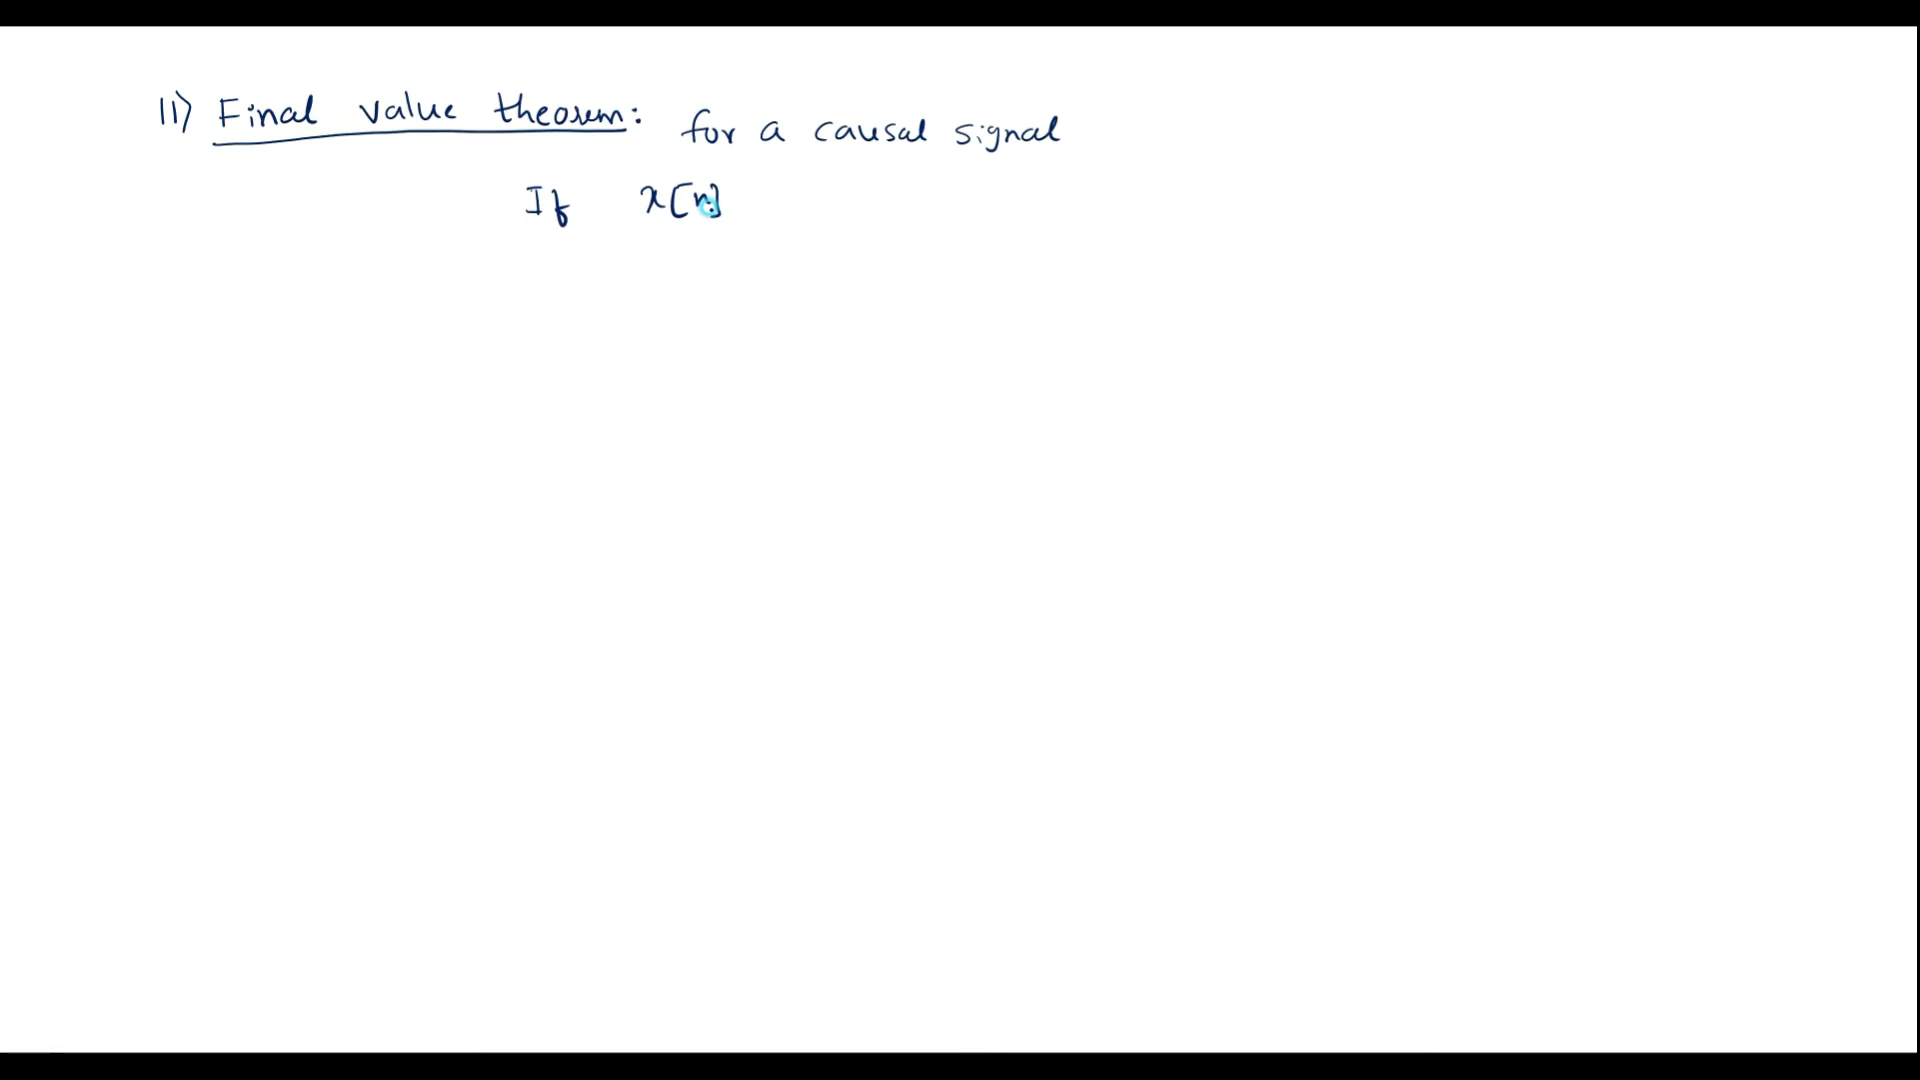 11) Final value theorem: for a causal signal
If x[n]